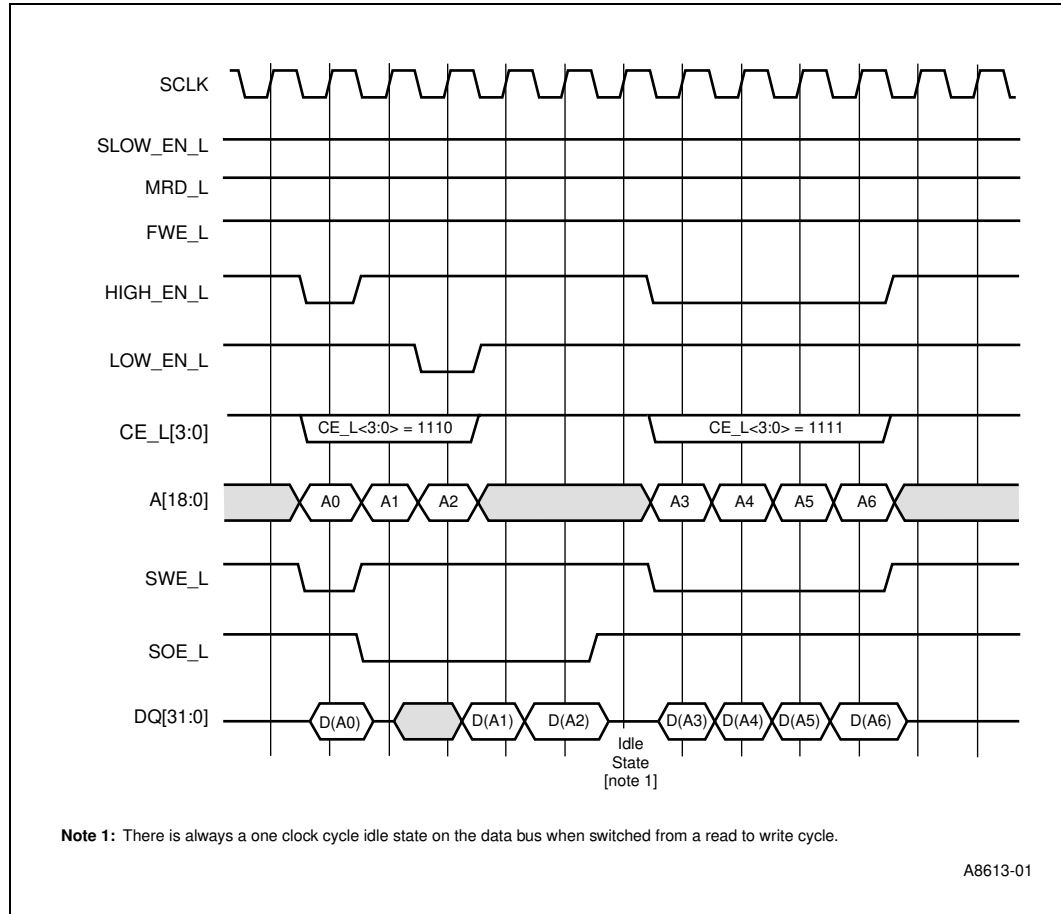 SCLK
SLOW_EN_L
MRD_L
FWE_L
HIGH_EN_L
LOW_EN_L
CE_L[3:0]
CE_L<3:0> = 1110
CE_L<3:0> = 1111
A[18:0]
A0
A1
A2
A3
A4
A5
A6
SWE_L
SOE_L
DQ[31:0]
D(A0)
D(A1)
D(A2)
D(A3)
D(A4)
D(A5)
D(A6)
Idle
State
[note 1]
Note 1: There is always a one clock cycle idle state on the data bus when switched from a read to write cycle.
A8613-01